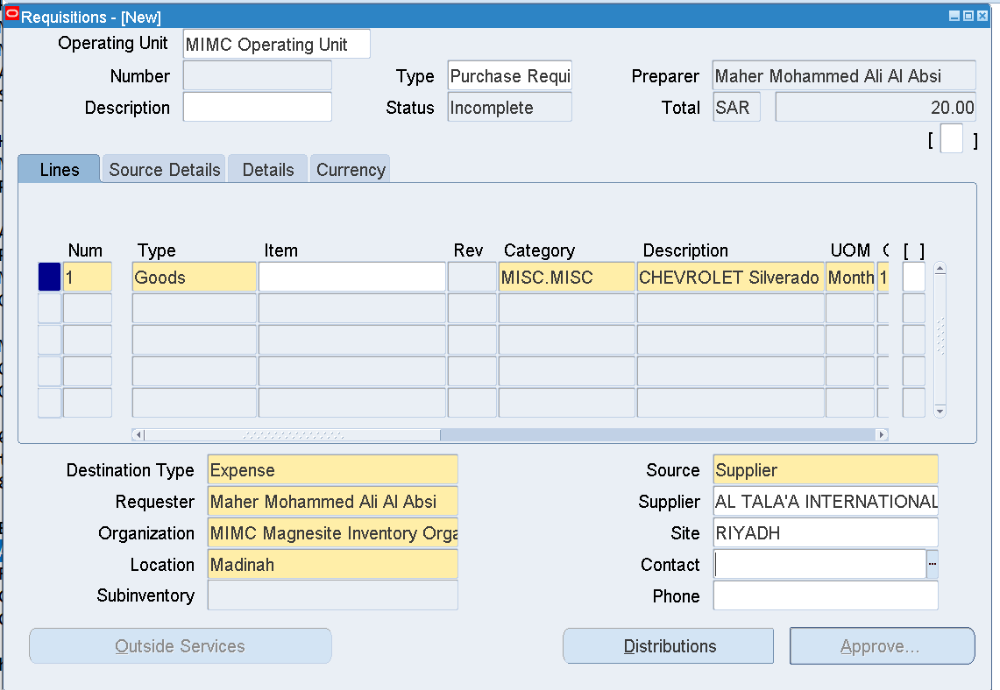 Requisitions - [New]
Operating Unit MIMC Operating Unit
Number Type Purchase Requi Preparer Maher Mohammed Ali Al Absi
Description Status Incomplete Total SAR 20.00
[ ]
Lines Source Details Details Currency
Num Type Item Rev Category Description UOM [ ]
1 Goods MISC.MISC CHEVROLET Silverado Month 1
Destination Type Expense Source Supplier
Requester Maher Mohammed Ali Al Absi Supplier AL TALA'A INTERNATIONAL
Organization MIMC Magnesite Inventory Orga Site RIYADH
Location Madinah Contact ...
Subinventory Phone
Outside Services Distributions Approve...